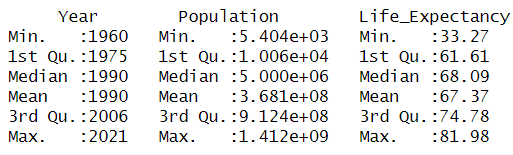 Year Population Life_Expectancy
Min. :1960 Min. :5.404e+03 Min. :33.27
1st Qu.:1975 1st Qu.:1.006e+04 1st Qu.:61.61
Median :1990 Median :5.000e+06 Median :68.09
Mean :1990 Mean :3.681e+08 Mean :67.37
3rd Qu.:2006 3rd Qu.:9.124e+08 3rd Qu.:74.78
Max. :2021 Max. :1.412e+09 Max. :81.98